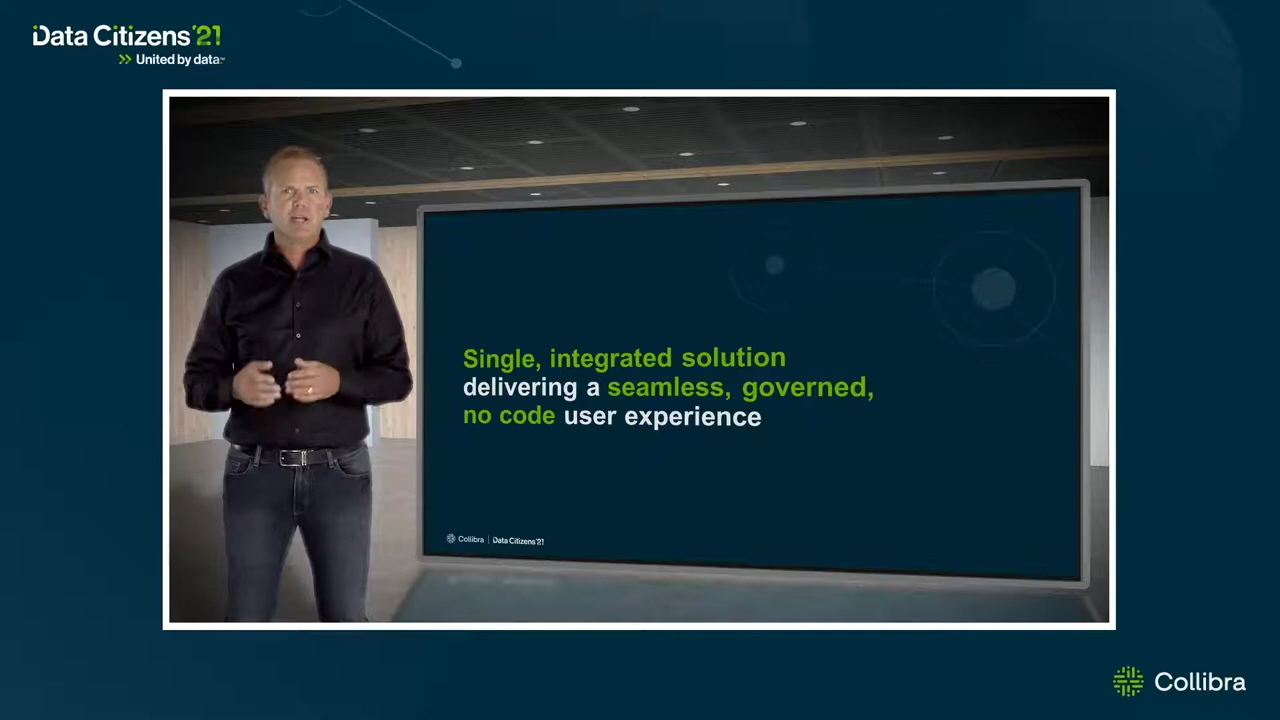 Data Citizens '21
United by data™
Single, integrated solution
delivering a seamless, governed,
no code user experience
Collibra | Data Citizens '21
Collibra